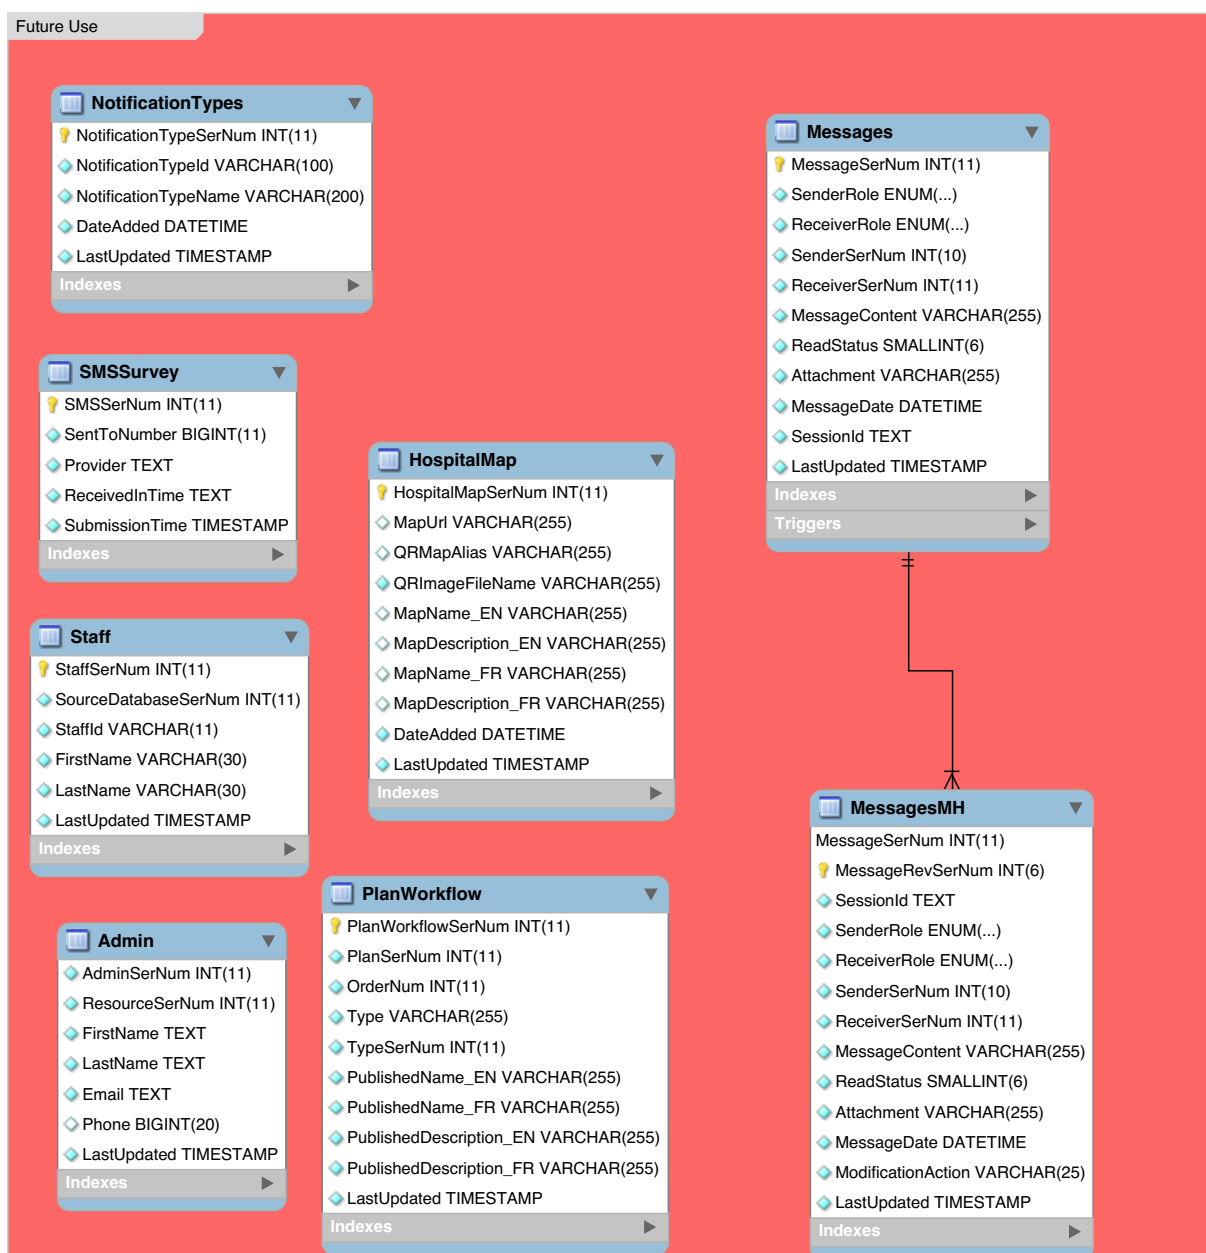 Future Use
NotificationTypes
NotificationTypeSerNum INT(11)
NotificationTypeId VARCHAR(100)
NotificationTypeName VARCHAR(200)
DateAdded DATETIME
LastUpdated TIMESTAMP
Indexes
SMSSurvey
SMSSerNum INT(11)
SentToNumber BIGINT(11)
Provider TEXT
ReceivedInTime TEXT
SubmissionTime TIMESTAMP
Indexes
Staff
StaffSerNum INT(11)
SourceDatabaseSerNum INT(11)
StaffId VARCHAR(11)
FirstName VARCHAR(30)
LastName VARCHAR(30)
LastUpdated TIMESTAMP
Indexes
Admin
AdminSerNum INT(11)
ResourceSerNum INT(11)
FirstName TEXT
LastName TEXT
Email TEXT
Phone BIGINT(20)
LastUpdated TIMESTAMP
Indexes
HospitalMap
HospitalMapSerNum INT(11)
MapUrl VARCHAR(255)
QRMapAlias VARCHAR(255)
QRImageFileName VARCHAR(255)
MapName_EN VARCHAR(255)
MapDescription_EN VARCHAR(255)
MapName_FR VARCHAR(255)
MapDescription_FR VARCHAR(255)
DateAdded DATETIME
LastUpdated TIMESTAMP
Indexes
PlanWorkflow
PlanWorkflowSerNum INT(11)
PlanSerNum INT(11)
OrderNum INT(11)
Type VARCHAR(255)
TypeSerNum INT(11)
PublishedName_EN VARCHAR(255)
PublishedName_FR VARCHAR(255)
PublishedDescription_EN VARCHAR(255)
PublishedDescription_FR VARCHAR(255)
LastUpdated TIMESTAMP
Indexes
Messages
MessageSerNum INT(11)
SenderRole ENUM(...)
ReceiverRole ENUM(...)
SenderSerNum INT(10)
ReceiverSerNum INT(11)
MessageContent VARCHAR(255)
ReadStatus SMALLINT(6)
Attachment VARCHAR(255)
MessageDate DATETIME
SessionId TEXT
LastUpdated TIMESTAMP
Indexes
Triggers
MessagesMH
MessageSerNum INT(11)
MessageRevSerNum INT(6)
SessionId TEXT
SenderRole ENUM(...)
ReceiverRole ENUM(...)
SenderSerNum INT(10)
ReceiverSerNum INT(11)
MessageContent VARCHAR(255)
ReadStatus SMALLINT(6)
Attachment VARCHAR(255)
MessageDate DATETIME
ModificationAction VARCHAR(25)
LastUpdated TIMESTAMP
Indexes